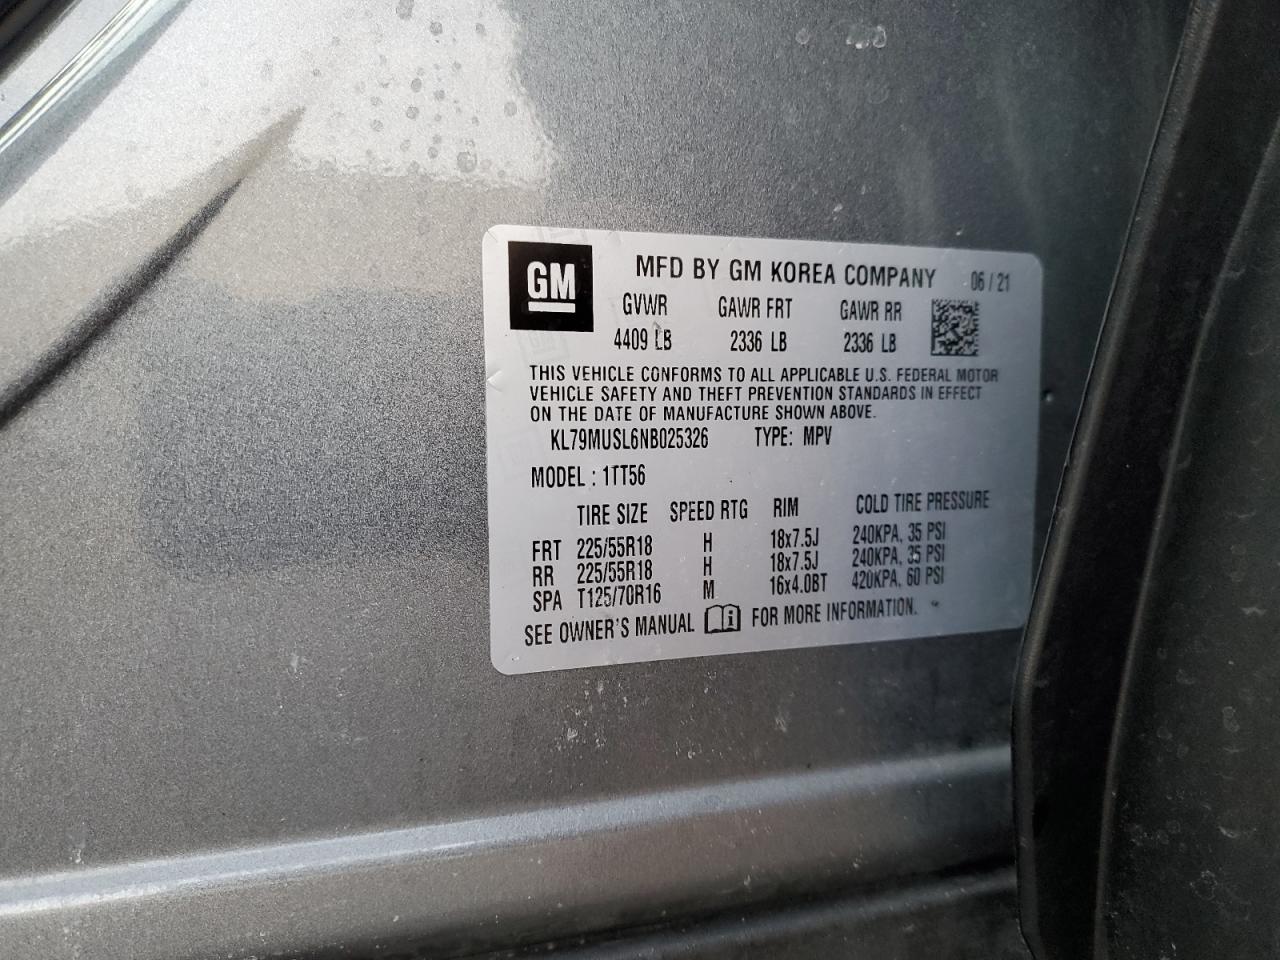 GM
MFD BY GM KOREA COMPANY 06 / 21
GVWR GAWR FRT GAWR RR
4409 LB 2336 LB 2336 LB
THIS VEHICLE CONFORMS TO ALL APPLICABLE U.S. FEDERAL MOTOR
VEHICLE SAFETY AND THEFT PREVENTION STANDARDS IN EFFECT
ON THE DATE OF MANUFACTURE SHOWN ABOVE.
KL79MUSL6NB025326 TYPE: MPV
MODEL : 1TT56
TIRE SIZE SPEED RTG RIM COLD TIRE PRESSURE
FRT 225/55R18 H 18x7.5J 240KPA, 35 PSI
RR 225/55R18 H 18x7.5J 240KPA, 35 PSI
SPA T125/70R16 M 16x4.0BT 420KPA, 60 PSI
SEE OWNER'S MANUAL i FOR MORE INFORMATION.